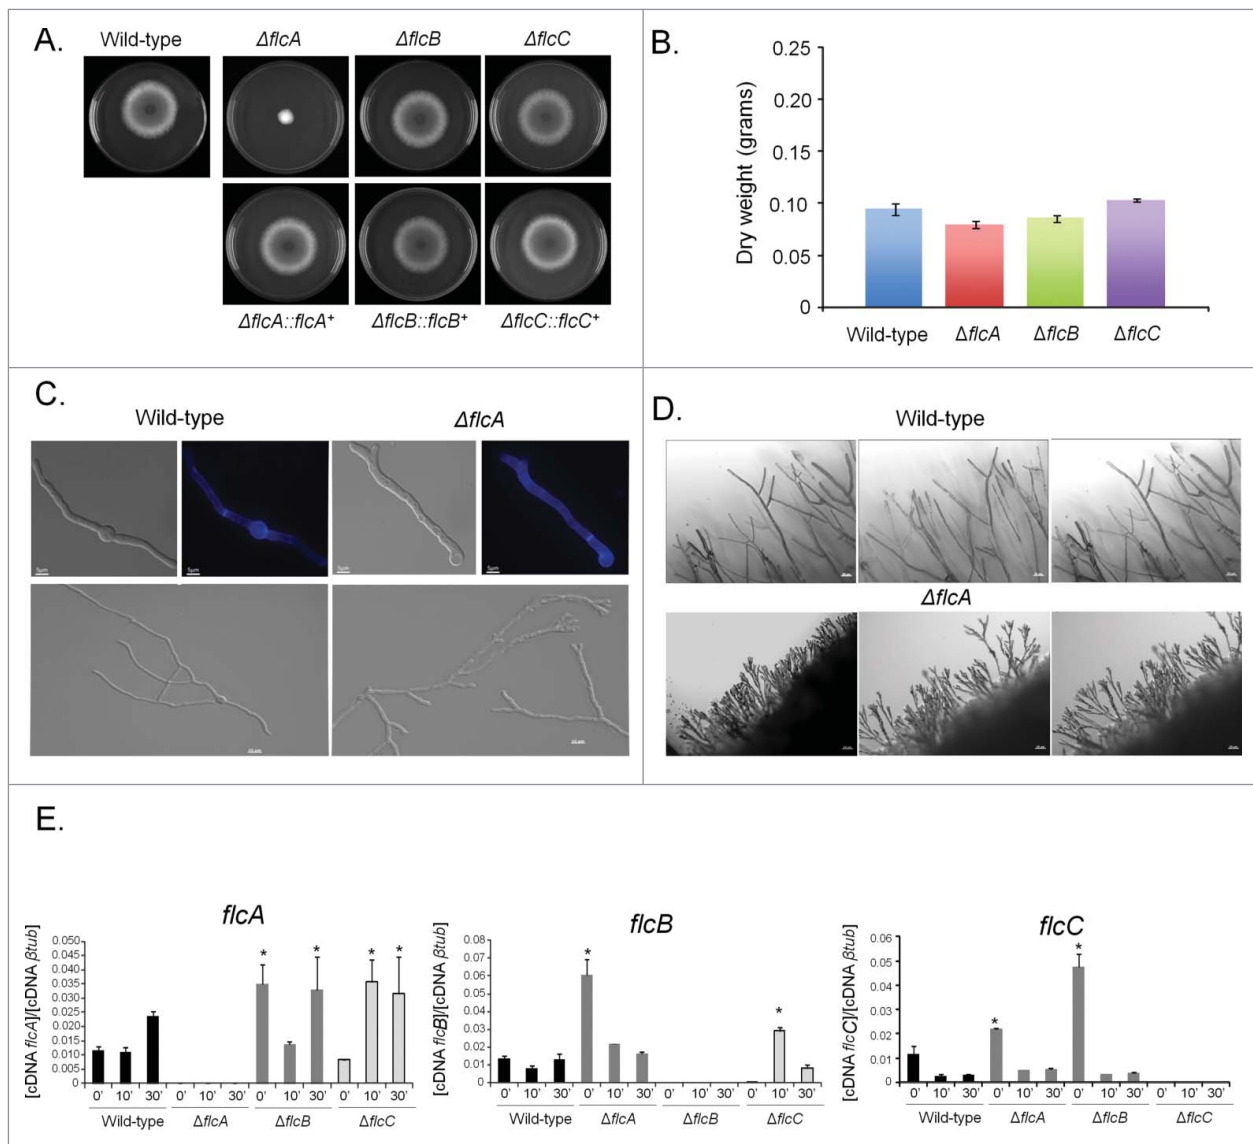 A.
Wild-type ΔflcA ΔflcB ΔflcC
ΔflcA::flcA⁺ ΔflcB::flcB⁺ ΔflcC::flcC⁺
B.
Dry weight (grams)
0.25
0.20
0.15
0.10
0.05
0
Wild-type ΔflcA ΔflcB ΔflcC
C.
Wild-type ΔflcA
5µm 5µm 5µm 5µm
D.
Wild-type
ΔflcA
E.
flcA
[cDNA flcA]/[cDNA βtub]
0.050
0.045
0.040
0.035
0.030
0.025
0.020
0.015
0.010
0.005
0
* * * *
0' 10' 30' 0' 10' 30' 0' 10' 30' 0' 10' 30'
Wild-type ΔflcA ΔflcB ΔflcC
flcB
[cDNA flcB]/[cDNA βtub]
0.08
0.06
0.04
0.03
0.02
0.01
0
* *
0' 10' 30' 0' 10' 30' 0' 10' 30' 0' 10' 30'
Wild-type ΔflcA ΔflcB ΔflcC
flcC
[cDNA flcC]/[cDNA βtub]
0.06
0.05
0.04
0.03
0.02
0.01
0
* *
0' 10' 30' 0' 10' 30' 0' 10' 30' 0' 10' 30'
Wild-type ΔflcA ΔflcB ΔflcC